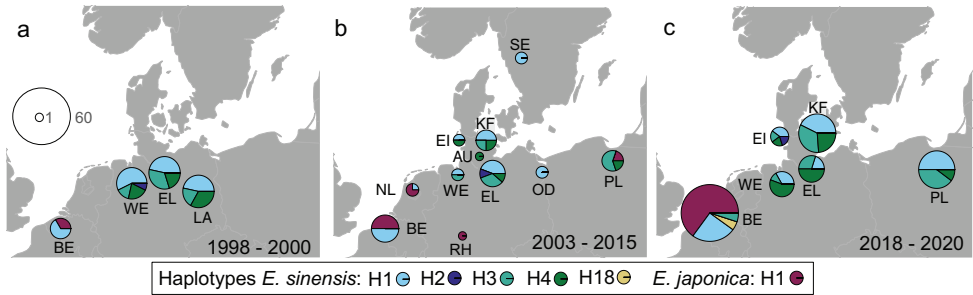 a
1
60
WE
EL
LA
BE
1998 - 2000
b
SE
EI
KF
AU
WE
EL
OD
PL
NL
BE
RH
2003 - 2015
c
KF
EI
WE
EL
PL
BE
2018 - 2020
Haplotypes E. sinensis: H1 H2 H3 H4 H18 E. japonica: H1